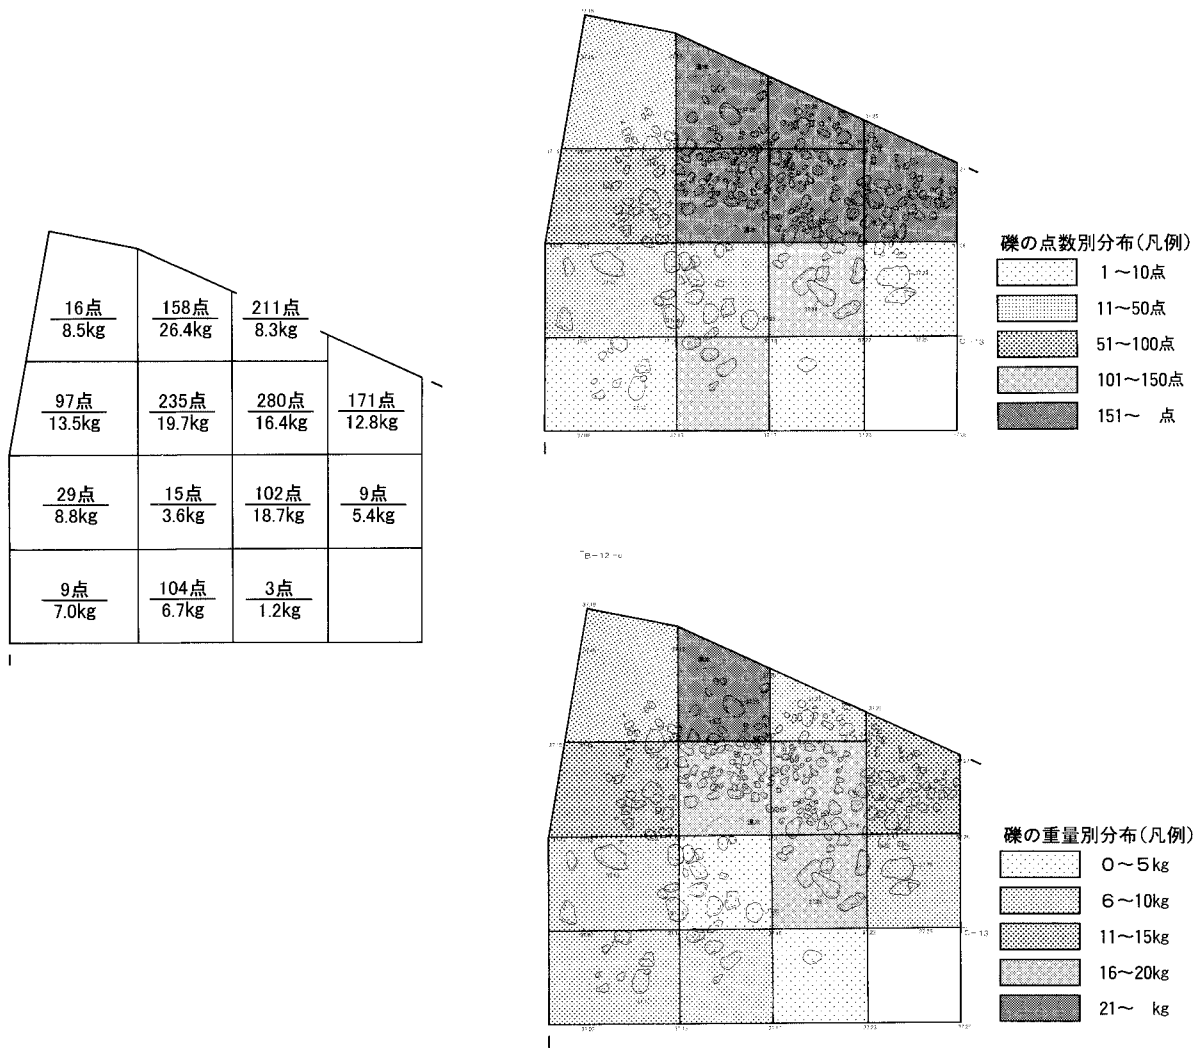 16点
8.5kg
158点
26.4kg
211点
8.3kg
97点
13.5kg
235点
19.7kg
280点
16.4kg
171点
12.8kg
29点
8.8kg
15点
3.6kg
102点
18.7kg
9点
5.4kg
9点
7.0kg
104点
6.7kg
3点
1.2kg
礫の点数別分布(凡例)
1～10点
11～50点
51～100点
101～150点
151～ 点
B-12
礫の重量別分布(凡例)
0～5kg
6～10kg
11～15kg
16～20kg
21～ kg